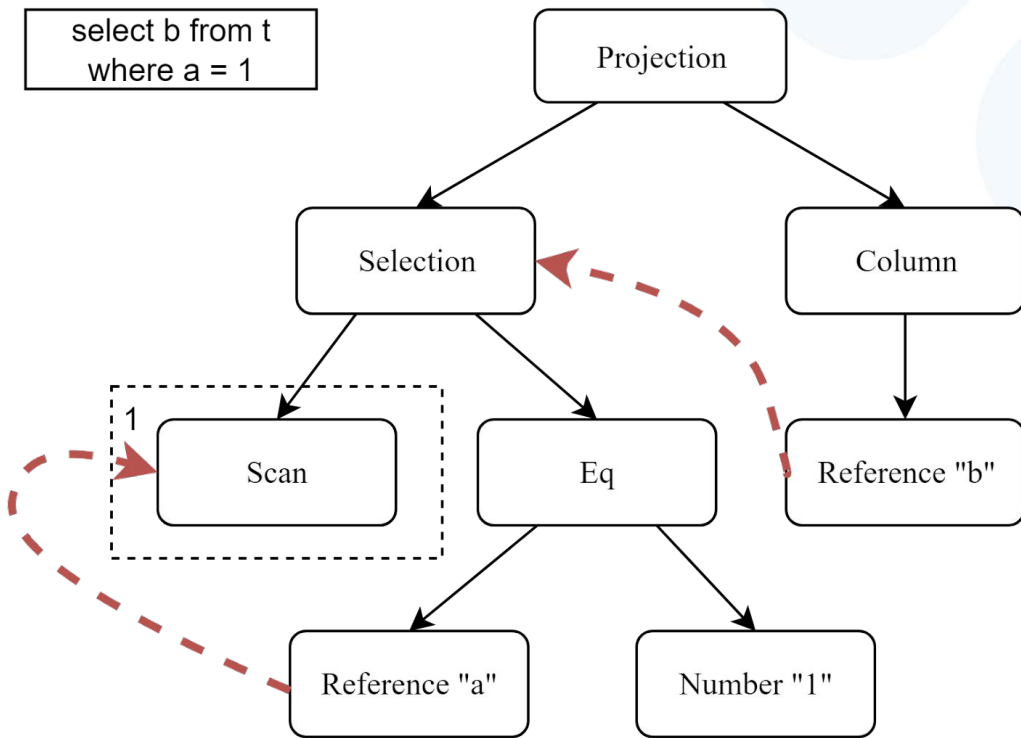 select b from t
where a = 1
Projection
Selection
Column
1
Scan
Eq
Reference "b"
Reference "a"
Number "1"